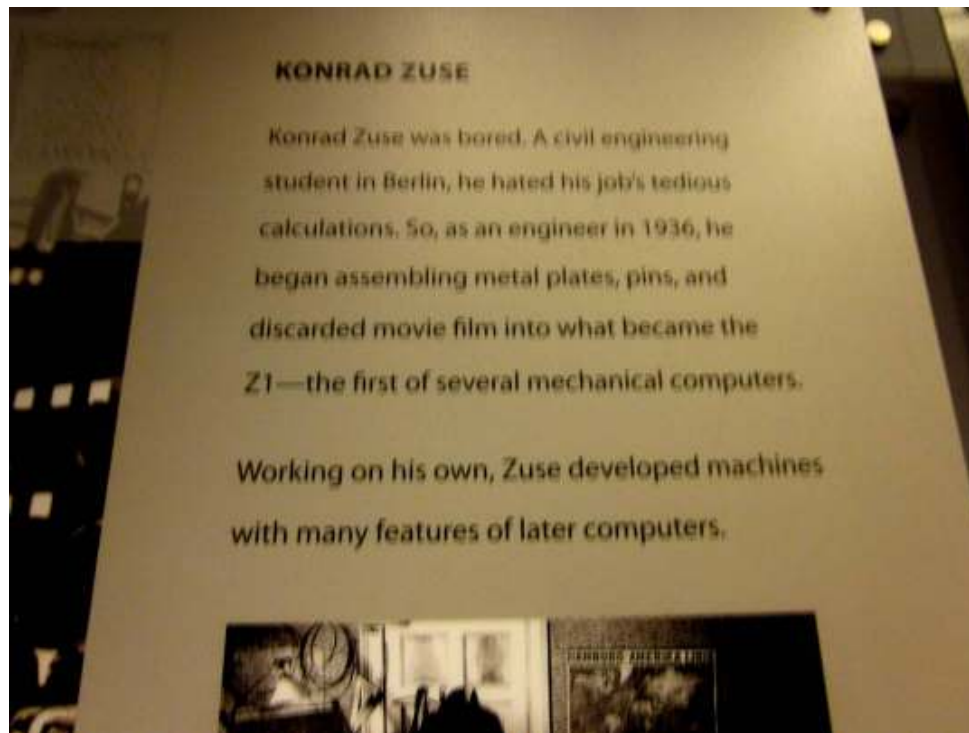 KONRAD ZUSE
Konrad Zuse was bored. A civil engineering
student in Berlin, he hated his job's tedious
calculations. So, as an engineer in 1936, he
began assembling metal plates, pins, and
discarded movie film into what became the
Z1—the first of several mechanical computers.
Working on his own, Zuse developed machines
with many features of later computers.